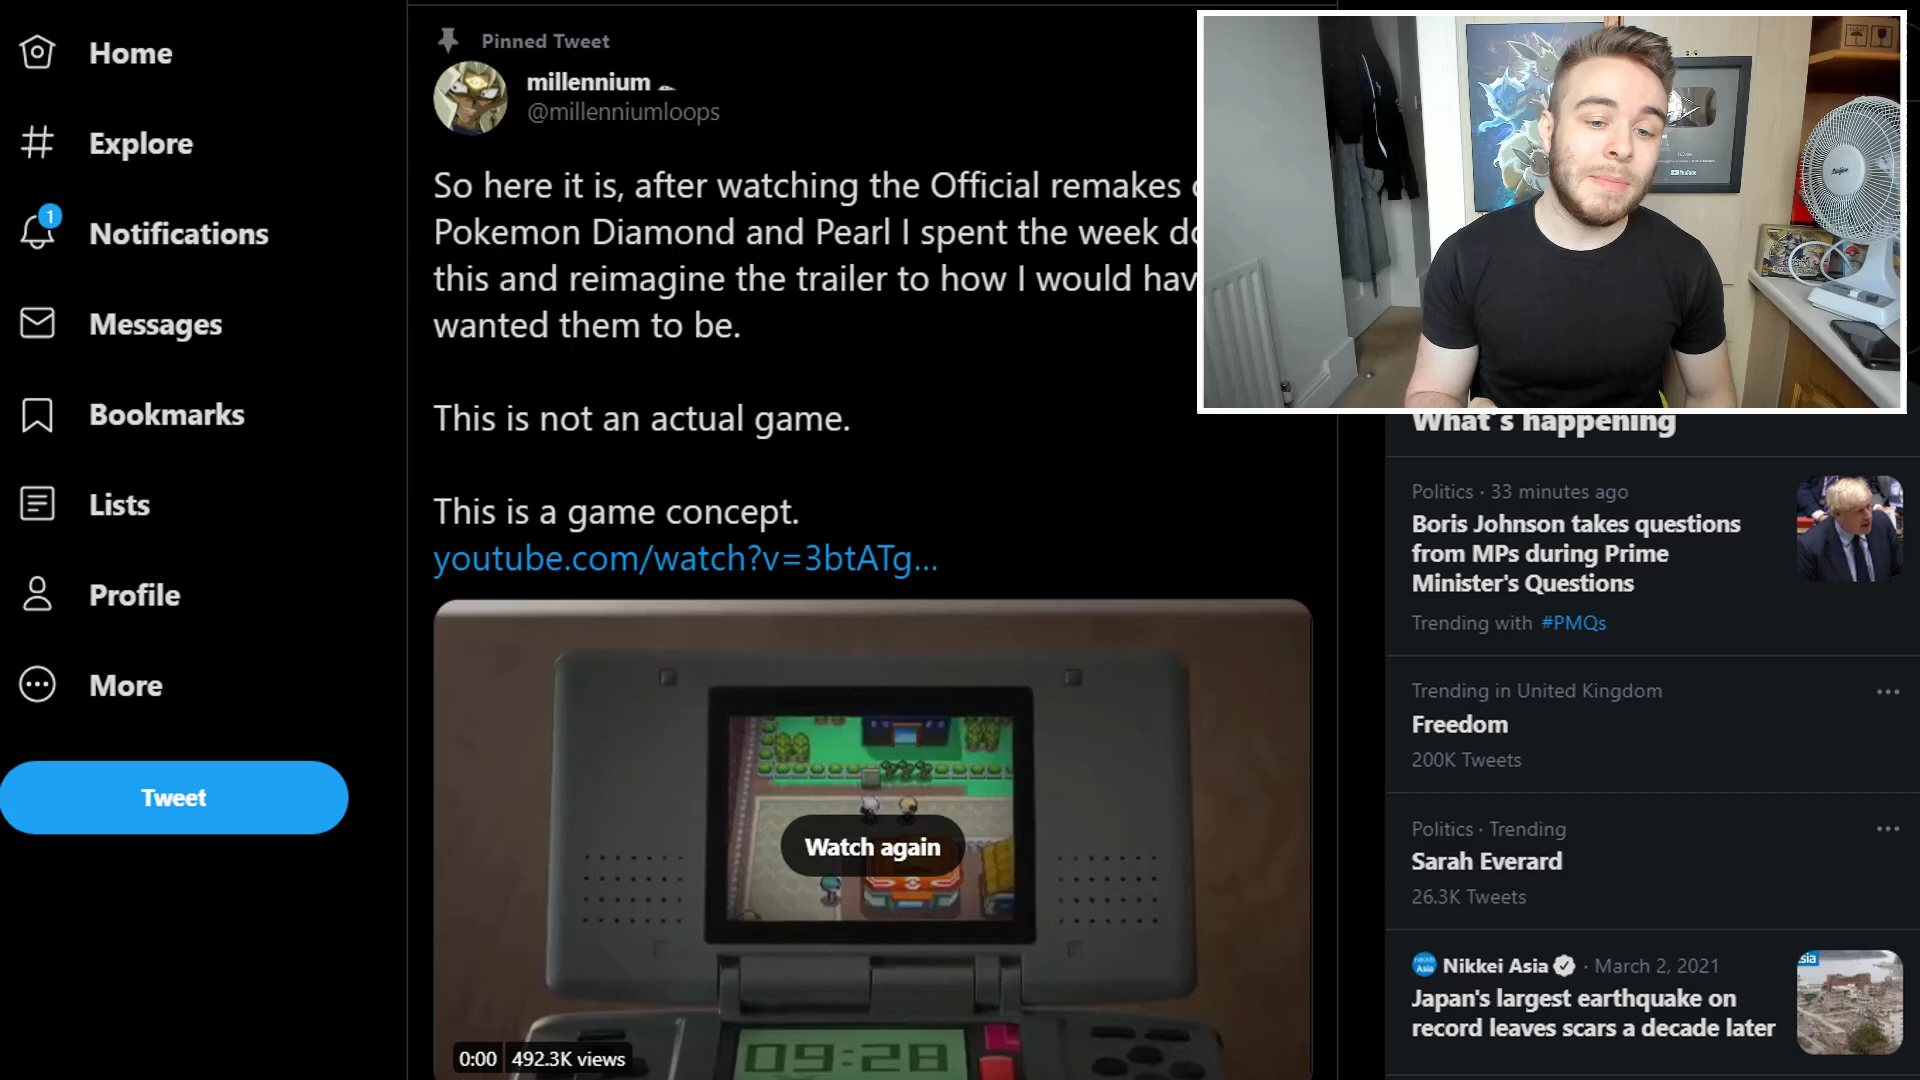 Home
Explore
1
Notifications
Messages
Bookmarks
Lists
Profile
More
Tweet
Pinned Tweet
millennium
@millenniumloops
So here it is, after watching the Official remakes
Pokemon Diamond and Pearl I spent the week
this and reimagine the trailer to how I would
wanted them to be.
This is not an actual game.
This is a game concept.
youtube.com/watch?v=3btATg...
Watch again
0:00 492.3K views
09:28
YouTube
What's happening
Politics · 33 minutes ago
Boris Johnson takes questions
from MPs during Prime
Minister's Questions
Trending with #PMQs
Trending in United Kingdom
Freedom
200K Tweets
Politics · Trending
Sarah Everard
26.3K Tweets
Nikkei Asia · March 2, 2021
Japan's largest earthquake on
record leaves scars a decade later